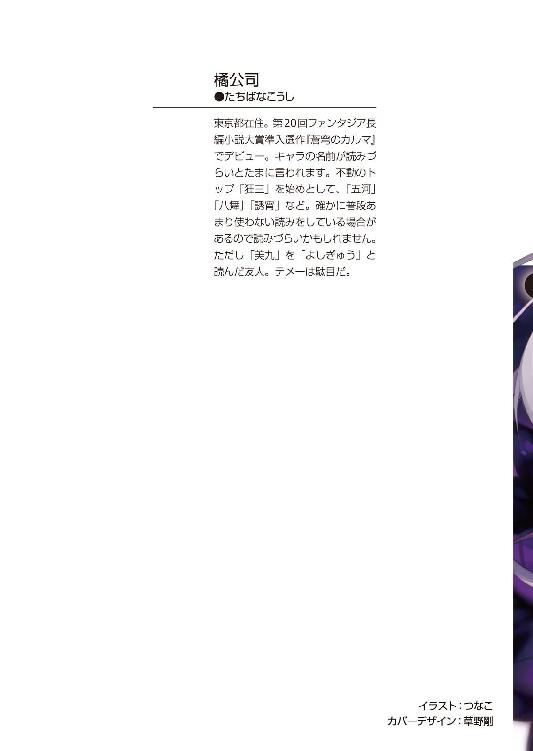 橘公司
●たちばなこうし
東京都在住。第20回ファンタジア長
編小説大賞準入選作『蒼穹のカルマ』
でデビュー。キャラの名前が読みづ
らいとたまに言われます。不動のト
ップ「狂三」を始めとして、「五河」
「八舞」「誘宵」など。確かに普段あ
まり使わない読みをしている場合が
あるので読みづらいかもしれません。
ただし「美九」を「よしぎゅう」と
読んだ友人。テメーは駄目だ。
イラスト：つなこ
カバーデザイン：草野剛